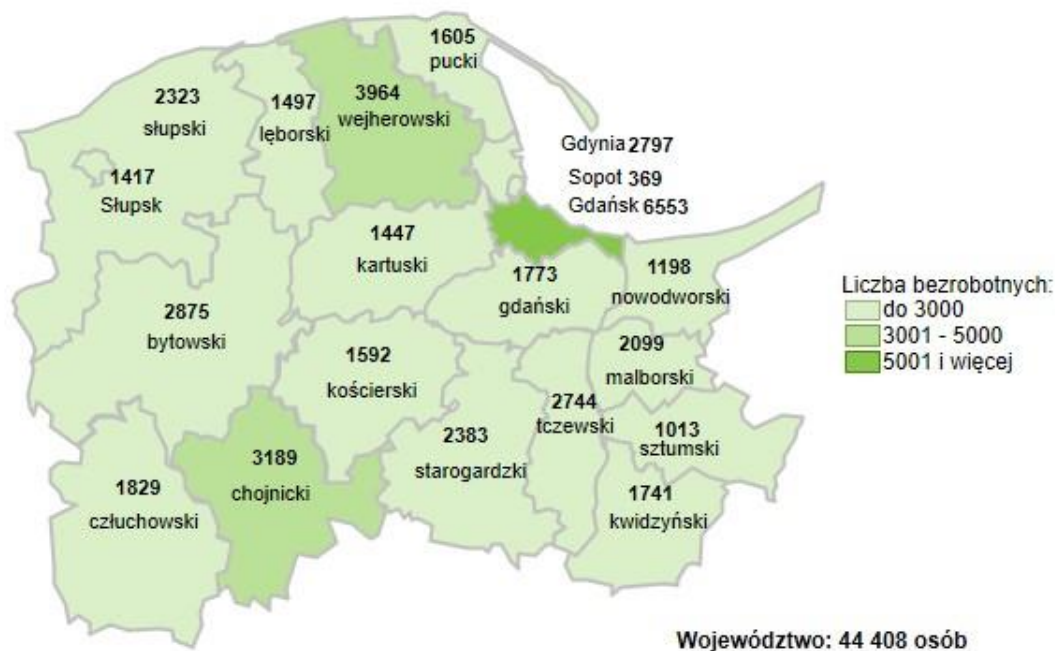 1605
pucki
2323
słupski
1497
lęborski
3964
wejherowski
Gdynia 2797
Sopot 369
Gdańsk 6553
1417
Słupsk
1447
kartuski
1773
gdański
1198
nowodworski
Liczba bezrobotnych:
do 3000
3001 - 5000
5001 i więcej
2875
bytowski
1592
kościerski
2099
malborski
2744
tczewski
1013
sztumski
2383
starogardzki
3189
chojnicki
1829
człuchowski
1741
kwidzyński
Województwo: 44 408 osób